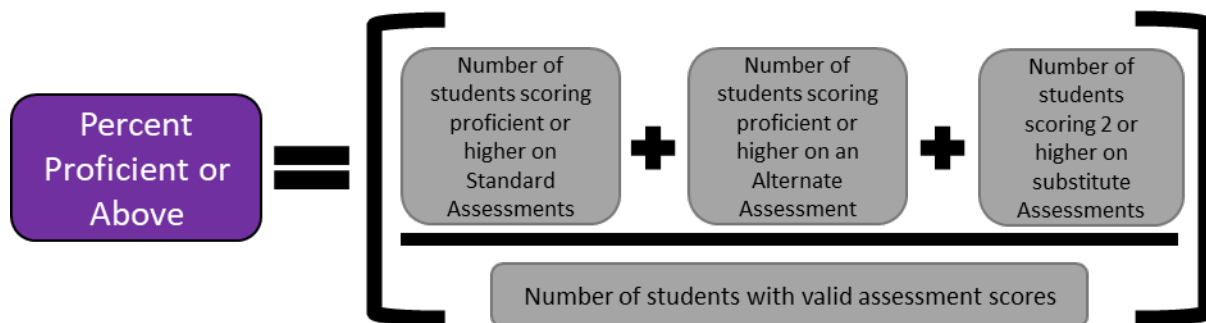 Percent
Proficient or
Above
=
Number of
students scoring
proficient or
higher on
Standard
Assessments
+
Number of
students scoring
proficient or
higher on an
Alternate
Assessment
+
Number of
students
scoring 2 or
higher on
substitute
Assessments
Number of students with valid assessment scores